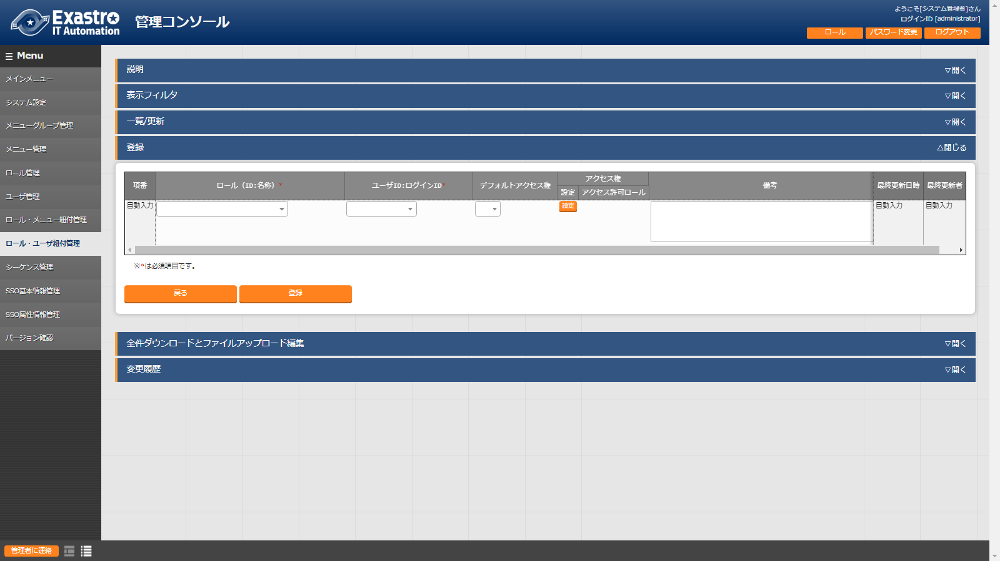 Exastro
IT Automation
管理コンソール
ようこそ[システム管理者]さん
ログインID [administrator]
ロール
パスワード変更
ログアウト
Menu
メインメニュー
システム設定
メニューグループ管理
メニュー管理
ロール管理
ユーザ管理
ロール・メニュー紐付管理
ロール・ユーザ紐付管理
シーケンス管理
SSO基本情報管理
SSO属性情報管理
バージョン確認
説明
▽開く
表示フィルタ
▽開く
一覧/更新
▽開く
登録
△閉じる
項番
ロール（ID:名称）*
ユーザID:ログインID*
デフォルトアクセス権
アクセス権
設定
アクセス許可ロール
備考
最終更新日時
最終更新者
自動入力
設定
自動入力
自動入力
※*は必須項目です。
戻る
登録
全件ダウンロードとファイルアップロード編集
▽開く
変更履歴
▽開く
管理者に連絡